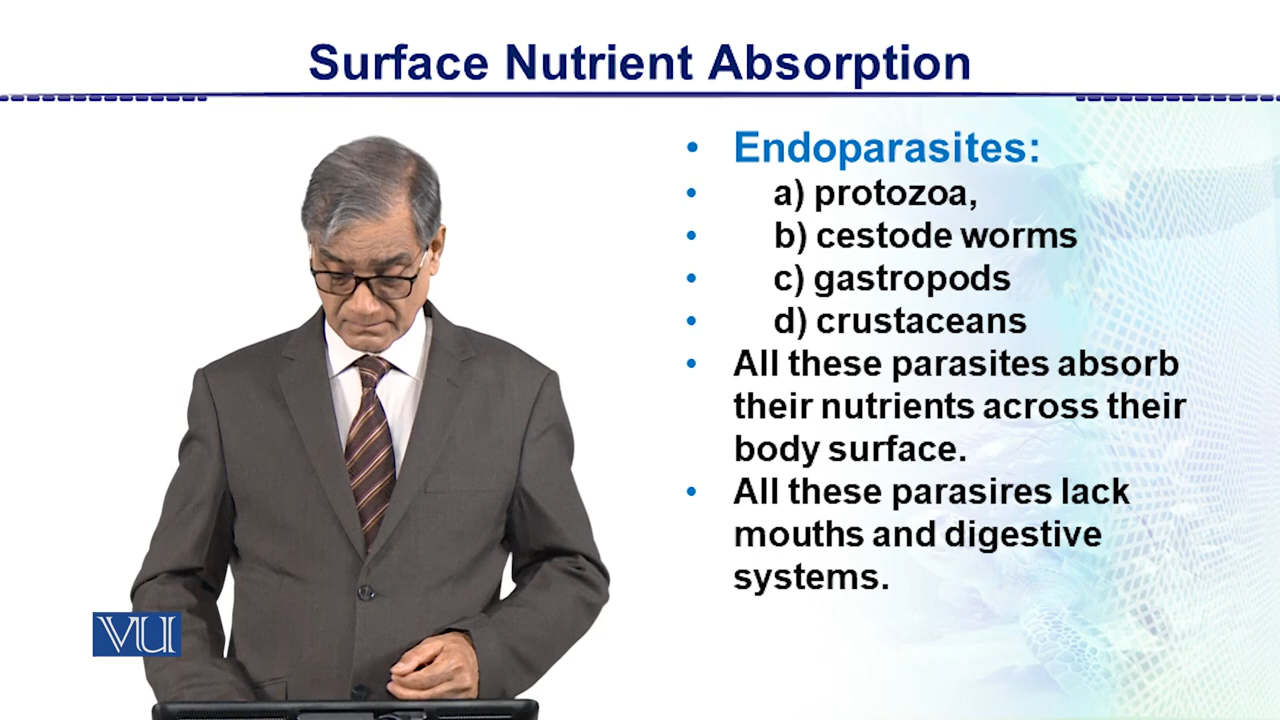 Surface Nutrient Absorption
• Endoparasites:
• a) protozoa,
• b) cestode worms
• c) gastropods
• d) crustaceans
• All these parasites absorb
their nutrients across their
body surface.
• All these parasires lack
mouths and digestive
systems.
VU